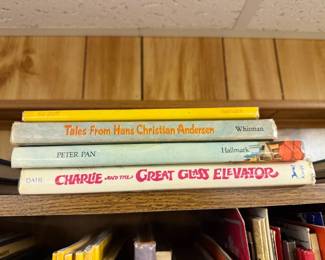 Tales From Hans Christian Andersen Whitman
PETER PAN Hallmark
DAHL CHARLIE AND THE GREAT GLASS ELEVATOR